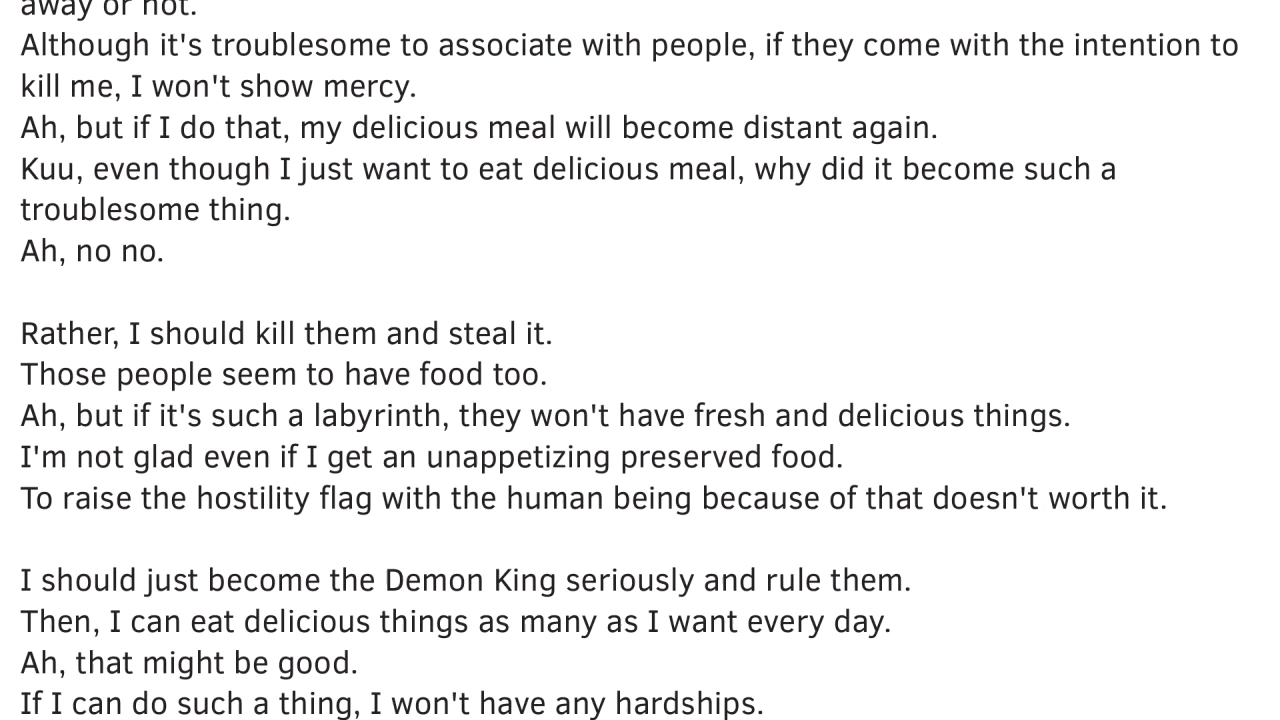 away or not.
Although it's troublesome to associate with people, if they come with the intention to
kill me, I won't show mercy.
Ah, but if I do that, my delicious meal will become distant again.
Kuu, even though I just want to eat delicious meal, why did it become such a
troublesome thing.
Ah, no no.
Rather, I should kill them and steal it.
Those people seem to have food too.
Ah, but if it's such a labyrinth, they won't have fresh and delicious things.
I'm not glad even if I get an unappetizing preserved food.
To raise the hostility flag with the human being because of that doesn't worth it.
I should just become the Demon King seriously and rule them.
Then, I can eat delicious things as many as I want every day.
Ah, that might be good.
If I can do such a thing, I won't have any hardships.